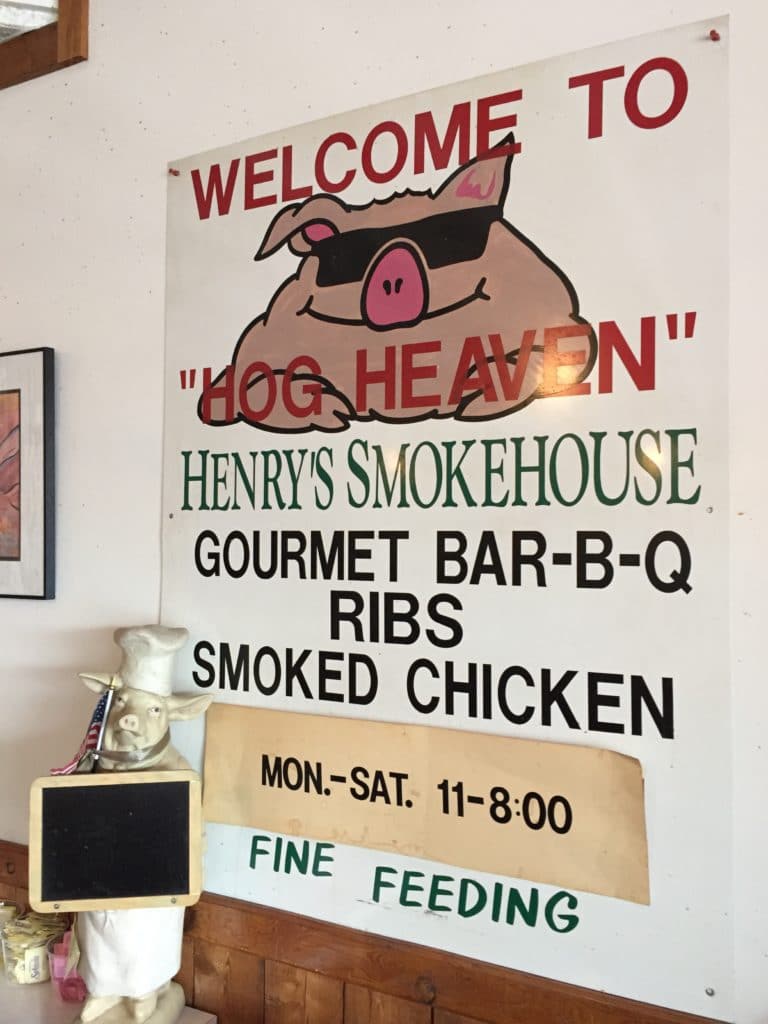 WELCOME TO
"HOG HEAVEN"
HENRY'S SMOKEHOUSE
GOURMET BAR-B-Q
RIBS
SMOKED CHICKEN
MON.-SAT. 11-8:00
FINE FEEDING